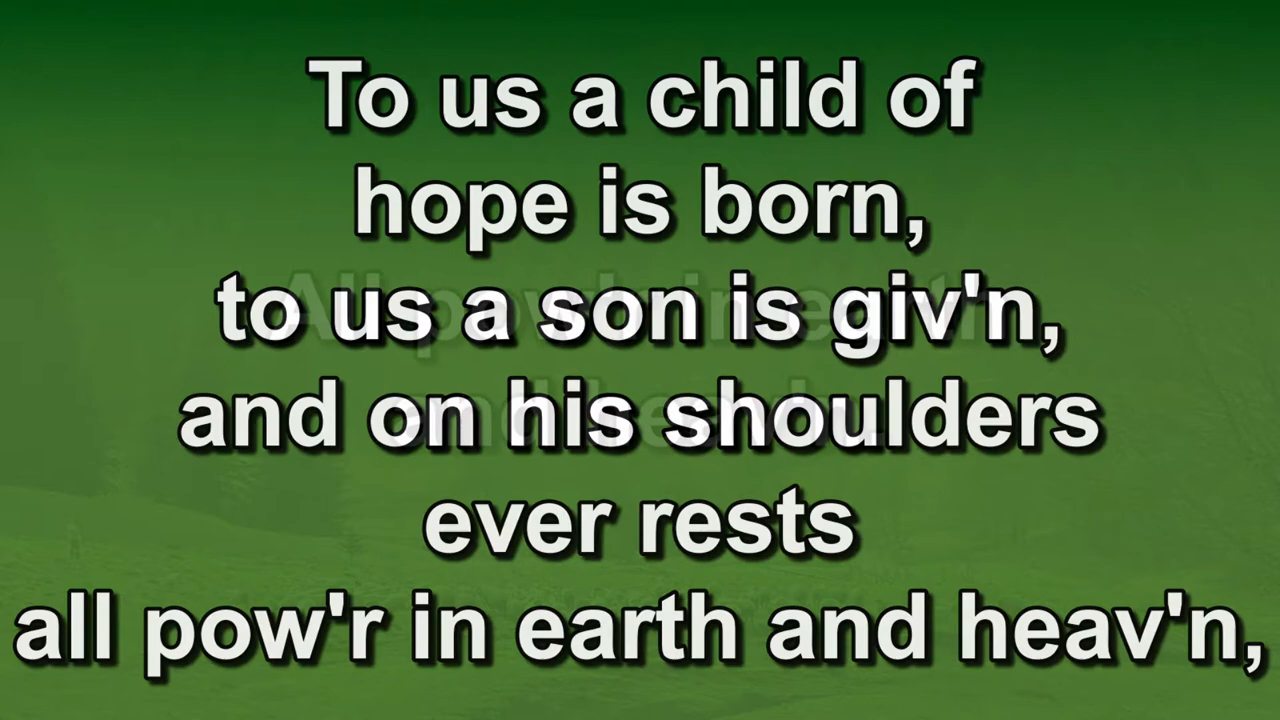 To us a child of
hope is born,
to us a son is giv'n,
and on his shoulders
ever rests
all pow'r in earth and heav'n,